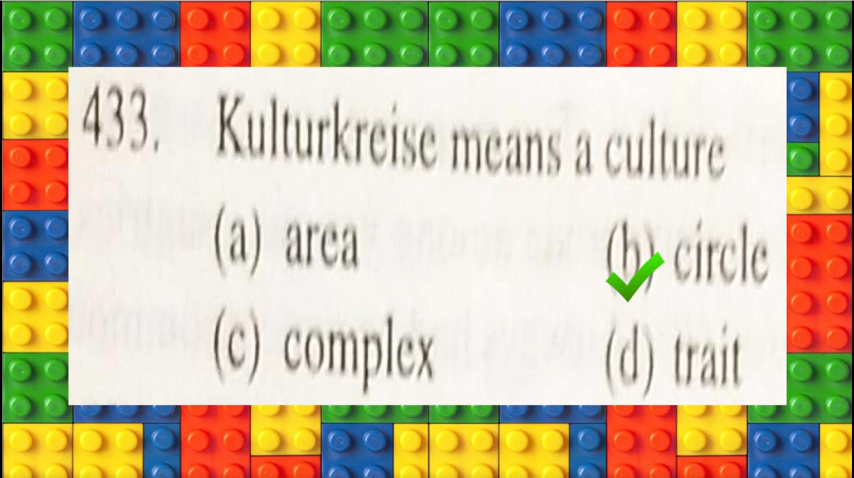 433. Kulturkreise means a culture
(a) area (b) circle
(c) complex (d) trait